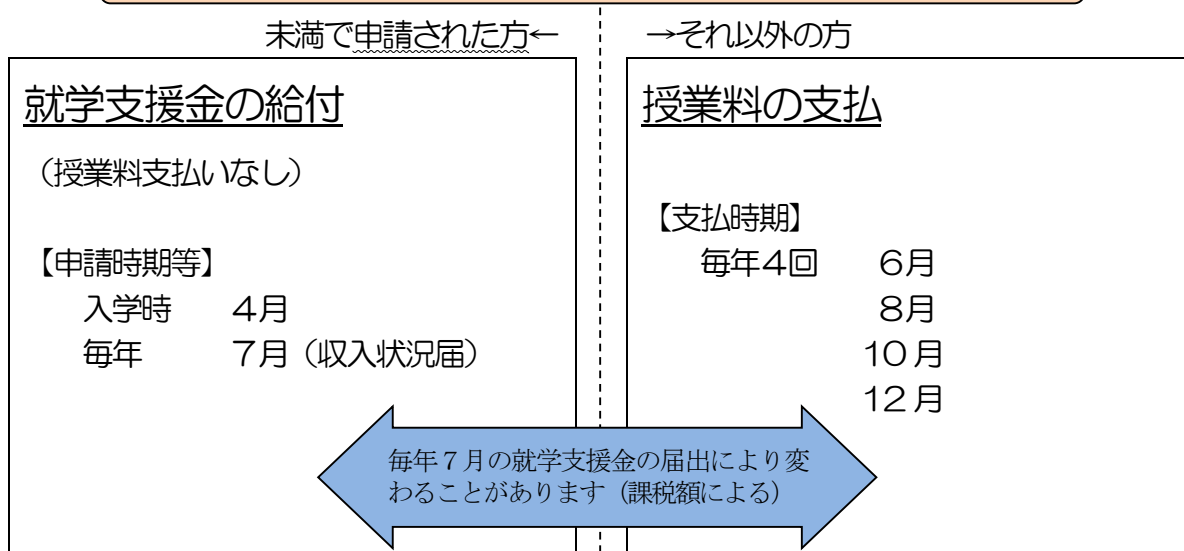 未満で申請された方←
→それ以外の方
就学支援金の給付
（授業料支払いなし）
【申請時期等】
入学時　４月
毎年　７月（収入状況届）
授業料の支払
【支払時期】
毎年４回　６月
８月
１０月
１２月
毎年７月の就学支援金の届出により変
わることがあります（課税額による）